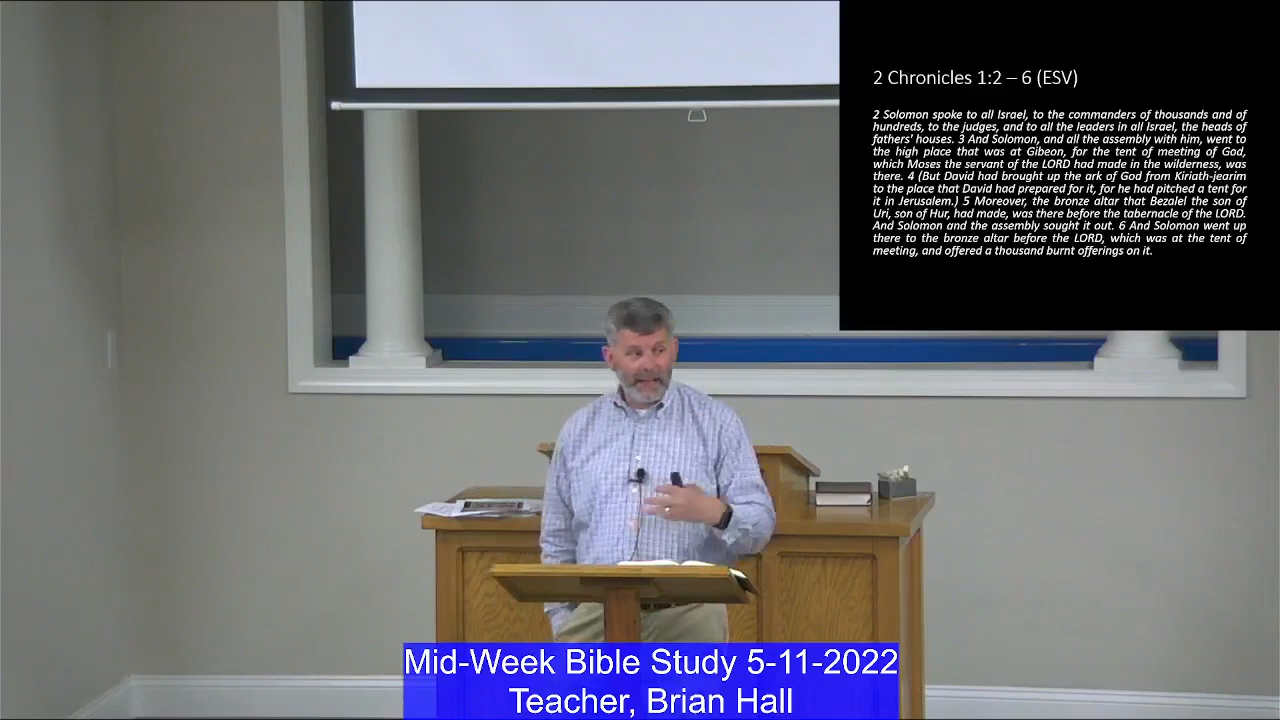 2 Chronicles 1:2 – 6 (ESV)
2 Solomon spoke to all Israel, to the commanders of thousands and of
hundreds, to the judges, and to all the leaders in all Israel, the heads of
fathers' houses. 3 And Solomon, and all the assembly with him, went to
the high place that was at Gibeon, for the tent of meeting of God,
which Moses the servant of the LORD had made in the wilderness, was
there. 4 (But David had brought up the ark of God from Kiriath-jearim
to the place that David had prepared for it, for he had pitched a tent for
it in Jerusalem.) 5 Moreover, the bronze altar that Bezalel the son of
Uri, son of Hur, had made, was there before the tabernacle of the LORD.
And Solomon and the assembly sought it out. 6 And Solomon went up
there to the bronze altar before the LORD, which was at the tent of
meeting, and offered a thousand burnt offerings on it.
Mid-Week Bible Study 5-11-2022
Teacher, Brian Hall